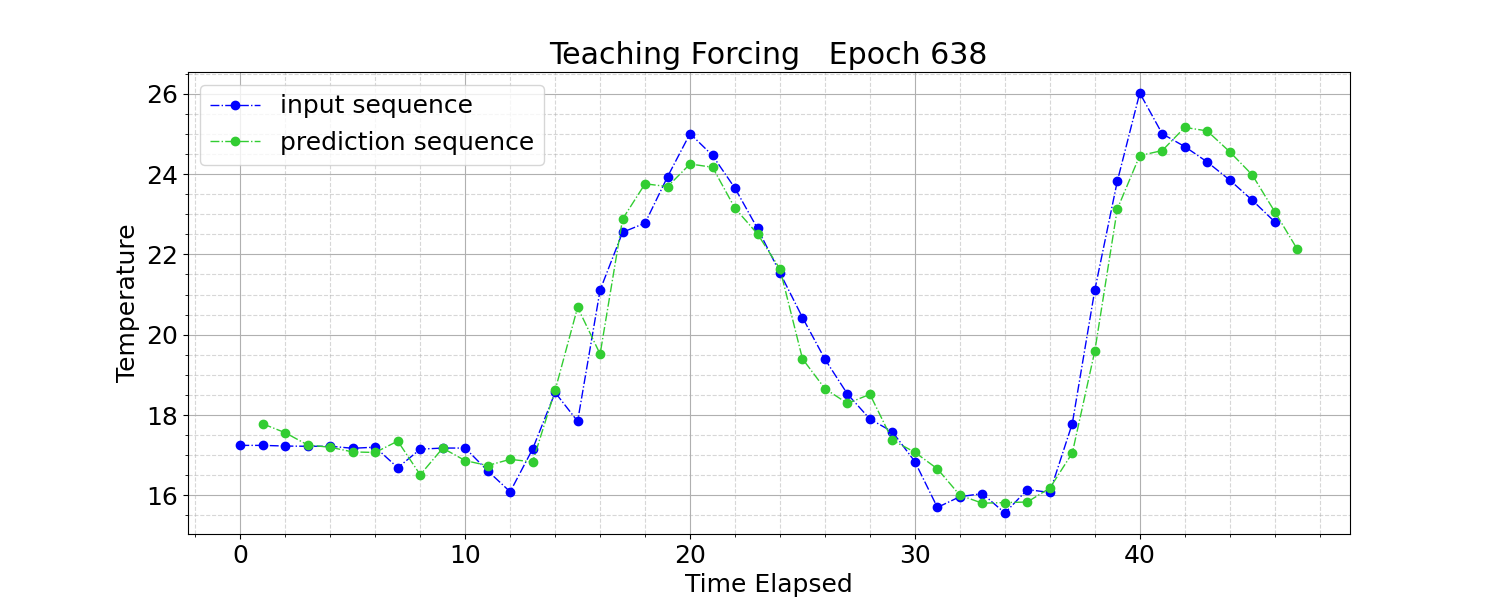 Teaching Forcing   Epoch 638
input sequence
prediction sequence
Temperature
26
24
22
20
18
16
0 10 20 30 40
Time Elapsed